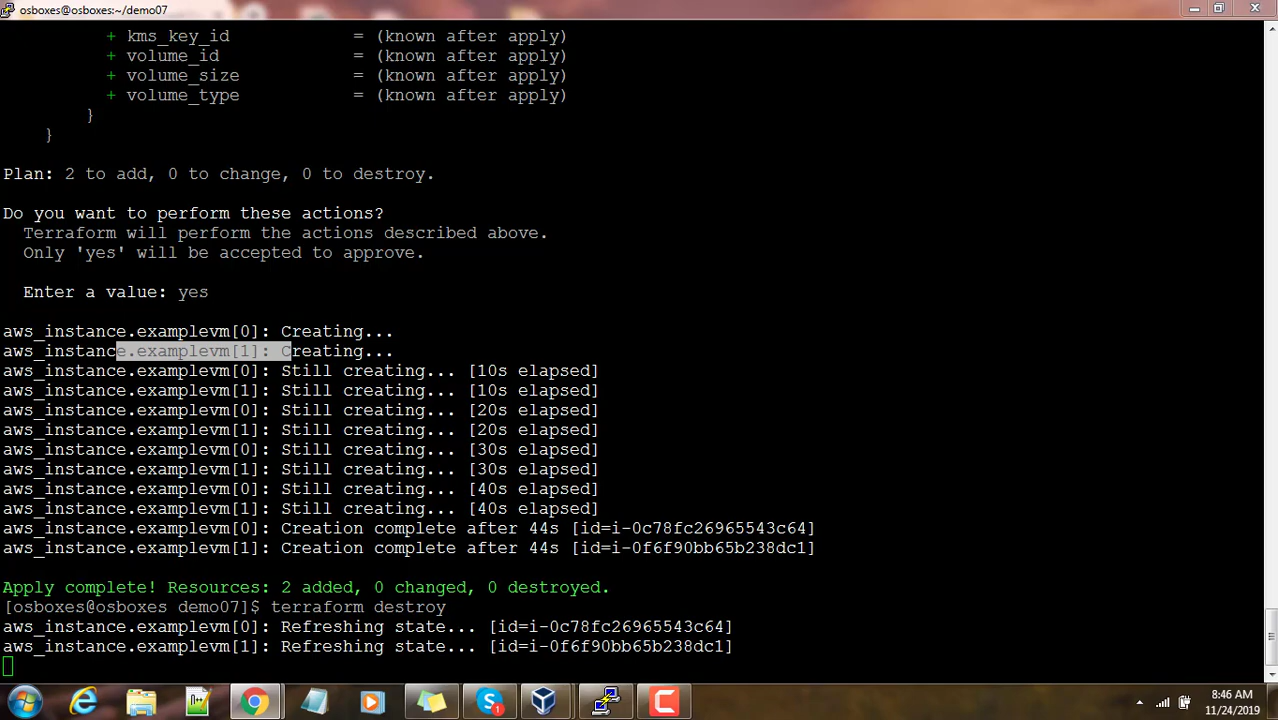 osboxes@osboxes:~/demo07
+ kms_key_id = (known after apply)
+ volume_id = (known after apply)
+ volume_size = (known after apply)
+ volume_type = (known after apply)
}
}
Plan: 2 to add, 0 to change, 0 to destroy.
Do you want to perform these actions?
Terraform will perform the actions described above.
Only 'yes' will be accepted to approve.
Enter a value: yes
aws_instance.examplevm[0]: Creating...
aws_instance.examplevm[1]: Creating...
aws_instance.examplevm[0]: Still creating... [10s elapsed]
aws_instance.examplevm[1]: Still creating... [10s elapsed]
aws_instance.examplevm[0]: Still creating... [20s elapsed]
aws_instance.examplevm[1]: Still creating... [20s elapsed]
aws_instance.examplevm[0]: Still creating... [30s elapsed]
aws_instance.examplevm[1]: Still creating... [30s elapsed]
aws_instance.examplevm[0]: Still creating... [40s elapsed]
aws_instance.examplevm[1]: Still creating... [40s elapsed]
aws_instance.examplevm[0]: Creation complete after 44s [id=i-0c78fc26965543c64]
aws_instance.examplevm[1]: Creation complete after 44s [id=i-0f6f90bb65b238dc1]
Apply complete! Resources: 2 added, 0 changed, 0 destroyed.
[osboxes@osboxes demo07]$ terraform destroy
aws_instance.examplevm[0]: Refreshing state... [id=i-0c78fc26965543c64]
aws_instance.examplevm[1]: Refreshing state... [id=i-0f6f90bb65b238dc1]
8:46 AM
11/24/2019